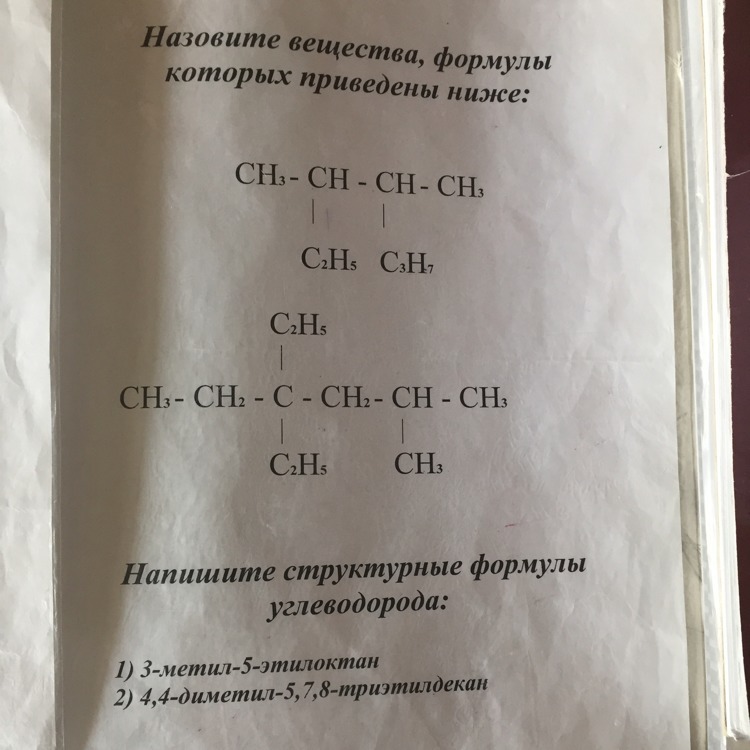 Назовите вещества, формулы
которых приведены ниже:
CH₃ - CH - CH - CH₃
| |
C₂H₅ C₃H₇
C₂H₅
|
CH₃ - CH₂ - C - CH₂ - CH - CH₃
| |
C₂H₅ CH₃
Напишите структурные формулы
углеводорода:
1) 3-метил-5-этилоктан
2) 4,4-диметил-5,7,8-триэтилдекан